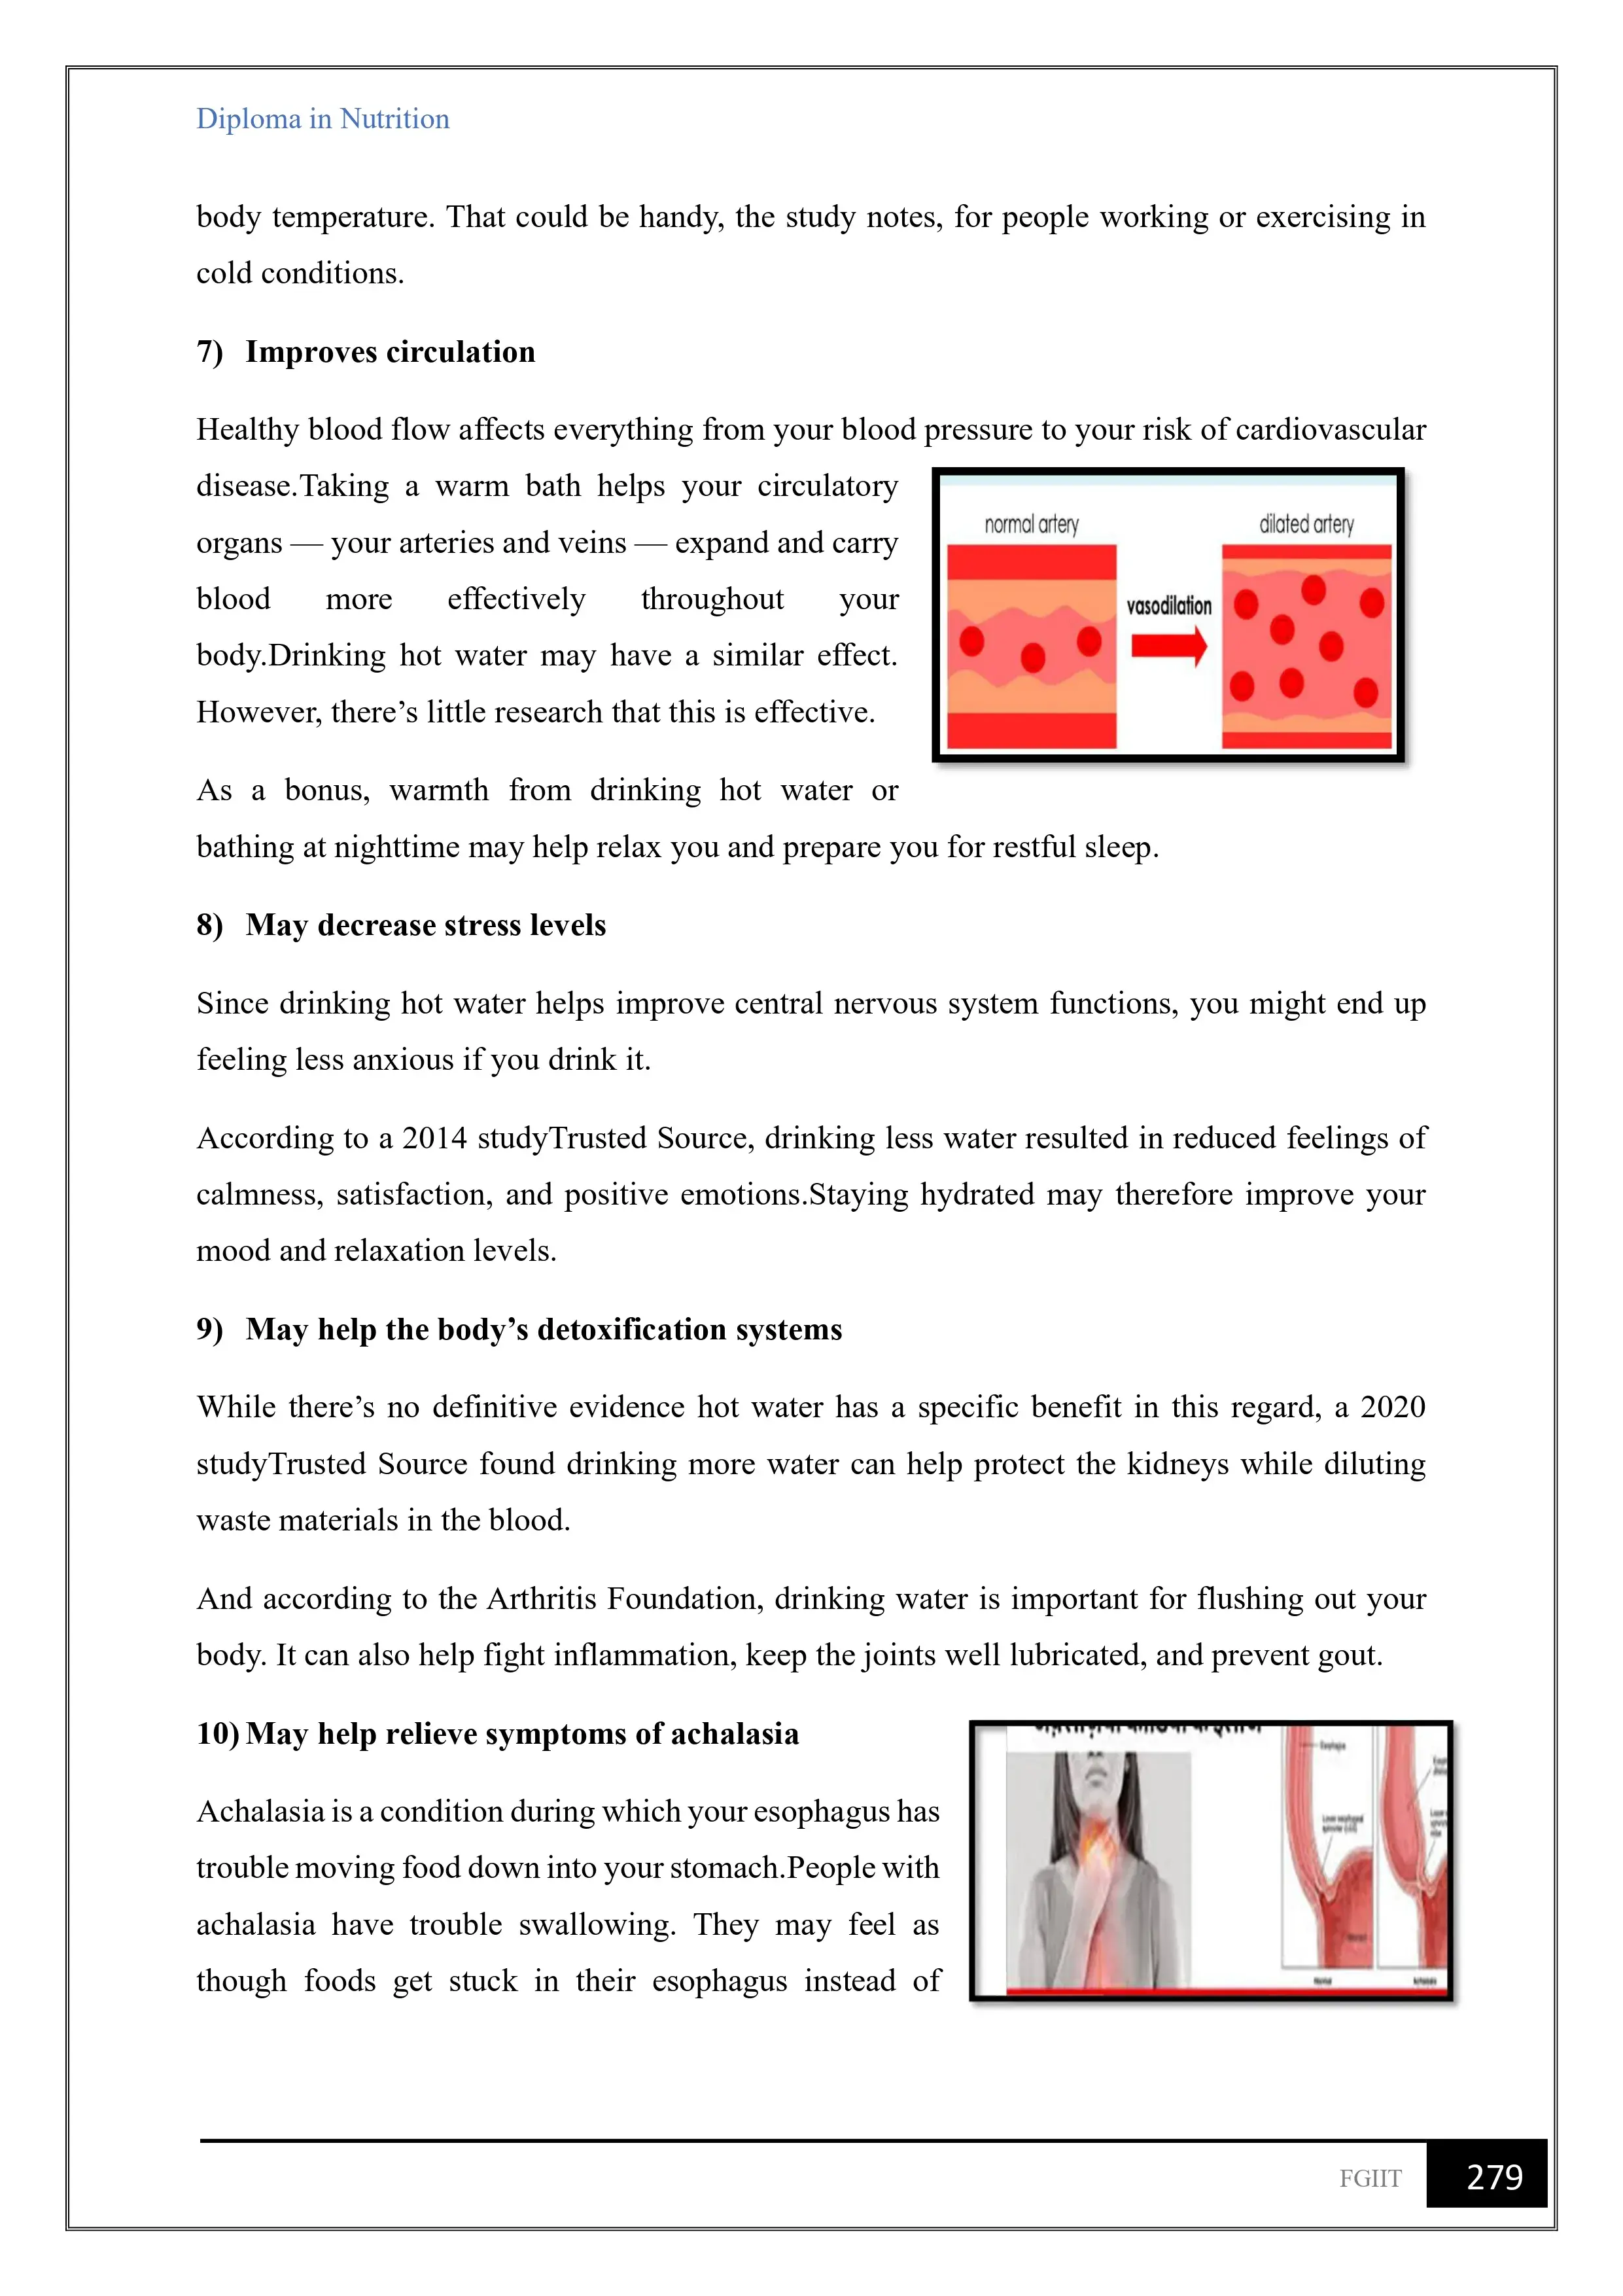 Diploma in Nutrition
body temperature. That could be handy, the study notes, for people working or exercising in
cold conditions.
7) Improves circulation
Healthy blood flow affects everything from your blood pressure to your risk of cardiovascular
disease.Taking a warm bath helps your circulatory
organs — your arteries and veins — expand and carry
blood more effectively throughout your
body.Drinking hot water may have a similar effect.
However, there’s little research that this is effective.
normal artery
dilated artery
vasodilation
As a bonus, warmth from drinking hot water or
bathing at nighttime may help relax you and prepare you for restful sleep.
8) May decrease stress levels
Since drinking hot water helps improve central nervous system functions, you might end up
feeling less anxious if you drink it.
According to a 2014 studyTrusted Source, drinking less water resulted in reduced feelings of
calmness, satisfaction, and positive emotions.Staying hydrated may therefore improve your
mood and relaxation levels.
9) May help the body’s detoxification systems
While there’s no definitive evidence hot water has a specific benefit in this regard, a 2020
studyTrusted Source found drinking more water can help protect the kidneys while diluting
waste materials in the blood.
And according to the Arthritis Foundation, drinking water is important for flushing out your
body. It can also help fight inflammation, keep the joints well lubricated, and prevent gout.
10) May help relieve symptoms of achalasia
Achalasia is a condition during which your esophagus has
trouble moving food down into your stomach.People with
achalasia have trouble swallowing. They may feel as
though foods get stuck in their esophagus instead of
Esophagus
FGIIT
279